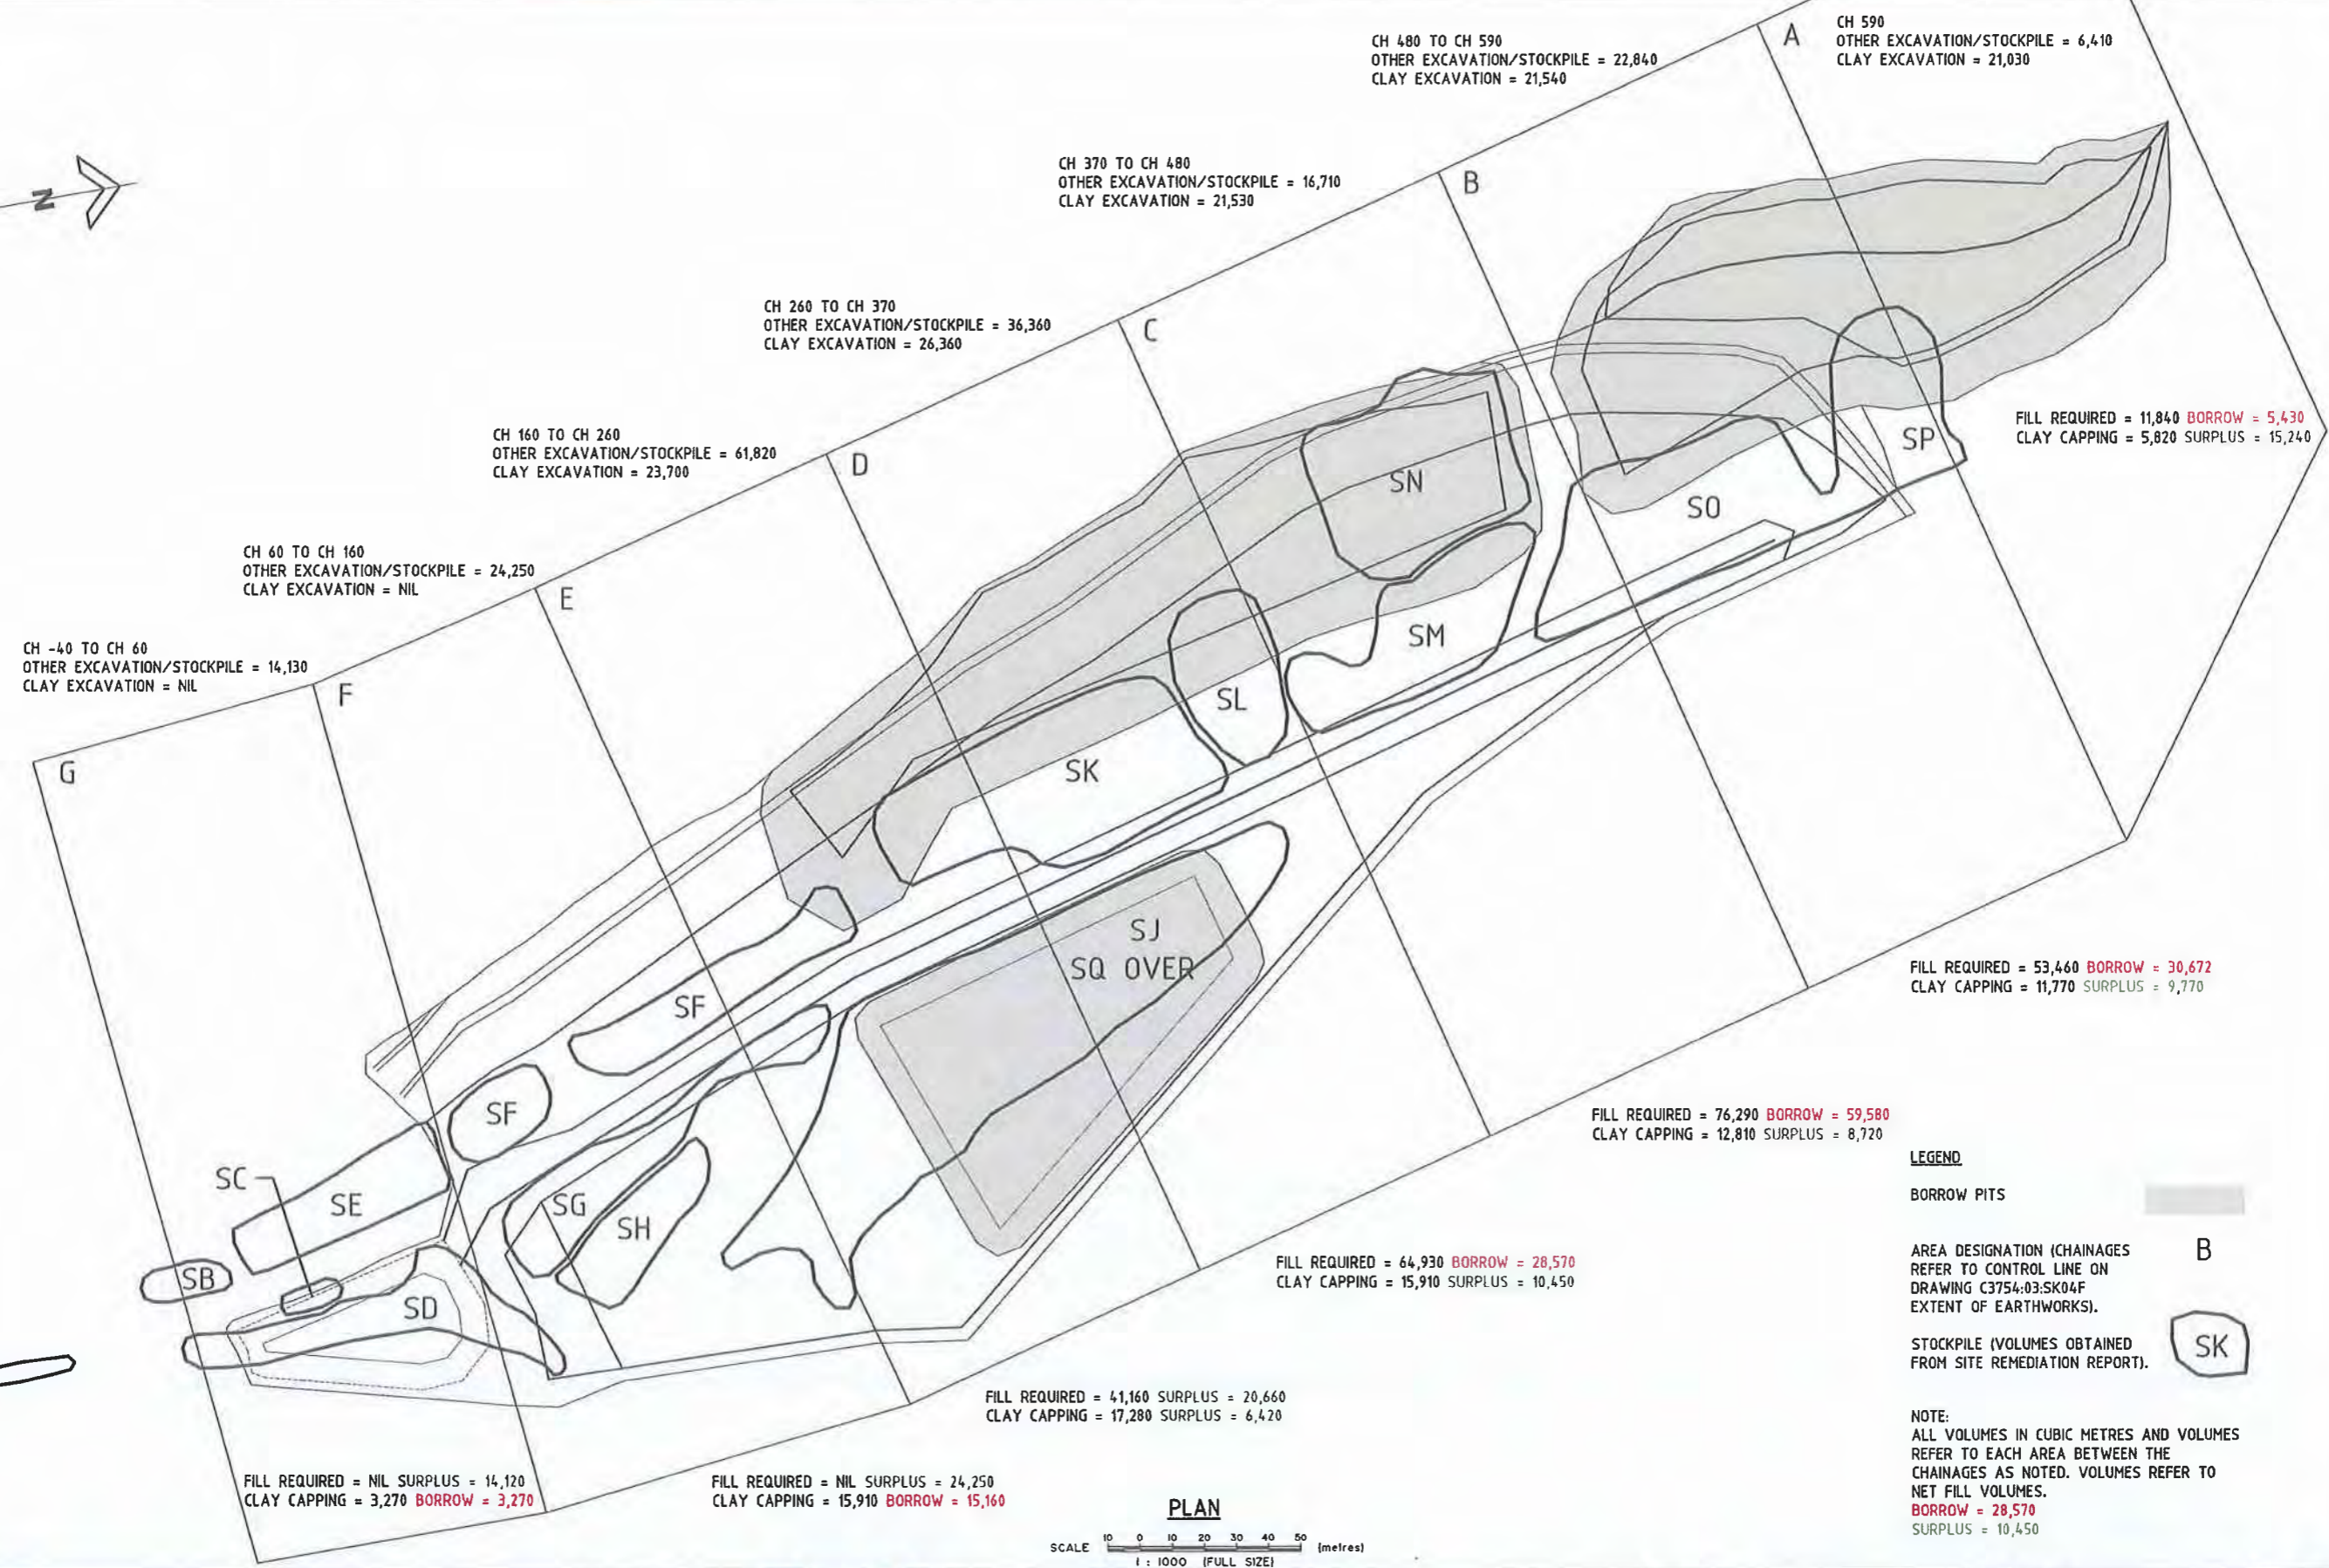 CH 590
OTHER EXCAVATION/STOCKPILE = 6,410
CLAY EXCAVATION = 21,030
A
CH 480 TO CH 590
OTHER EXCAVATION/STOCKPILE = 22,840
CLAY EXCAVATION = 21,540
B
CH 370 TO CH 480
OTHER EXCAVATION/STOCKPILE = 16,710
CLAY EXCAVATION = 21,530
C
CH 260 TO CH 370
OTHER EXCAVATION/STOCKPILE = 36,360
CLAY EXCAVATION = 26,360
D
CH 160 TO CH 260
OTHER EXCAVATION/STOCKPILE = 61,820
CLAY EXCAVATION = 23,700
E
CH 60 TO CH 160
OTHER EXCAVATION/STOCKPILE = 24,250
CLAY EXCAVATION = NIL
F
CH -40 TO CH 60
OTHER EXCAVATION/STOCKPILE = 14,130
CLAY EXCAVATION = NIL
G
N
SP
SO
SN
SM
SL
SK
SJ
SQ OVER
SF
SF
SG
SH
SC
SE
SB
SD
FILL REQUIRED = 11,840 BORROW = 5,430
CLAY CAPPING = 5,820 SURPLUS = 15,240
FILL REQUIRED = 53,460 BORROW = 30,672
CLAY CAPPING = 11,770 SURPLUS = 9,770
FILL REQUIRED = 76,290 BORROW = 59,580
CLAY CAPPING = 12,810 SURPLUS = 8,720
FILL REQUIRED = 64,930 BORROW = 28,570
CLAY CAPPING = 15,910 SURPLUS = 10,450
FILL REQUIRED = 41,160 SURPLUS = 20,660
CLAY CAPPING = 17,280 SURPLUS = 6,420
FILL REQUIRED = NIL SURPLUS = 24,250
CLAY CAPPING = 15,910 BORROW = 15,160
FILL REQUIRED = NIL SURPLUS = 14,120
CLAY CAPPING = 3,270 BORROW = 3,270
PLAN
SCALE 10 0 10 20 30 40 50 (metres)
1 : 1000 (FULL SIZE)
LEGEND
BORROW PITS
AREA DESIGNATION (CHAINAGES
REFER TO CONTROL LINE ON
DRAWING C3754:03:SK04F
EXTENT OF EARTHWORKS).
B
STOCKPILE (VOLUMES OBTAINED
FROM SITE REMEDIATION REPORT).
SK
NOTE:
ALL VOLUMES IN CUBIC METRES AND VOLUMES
REFER TO EACH AREA BETWEEN THE
CHAINAGES AS NOTED. VOLUMES REFER TO
NET FILL VOLUMES.
BORROW = 28,570
SURPLUS = 10,450